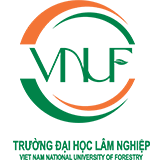 VNUF
TRƯỜNG ĐẠI HỌC LÂM NGHIỆP
VIET NAM NATIONAL UNIVERSITY OF FORESTRY